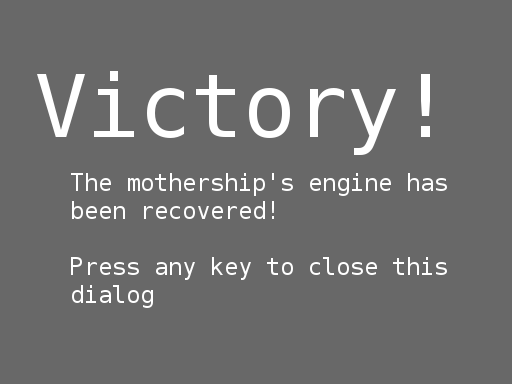 Victory!
The mothership's engine has
been recovered!
Press any key to close this
dialog